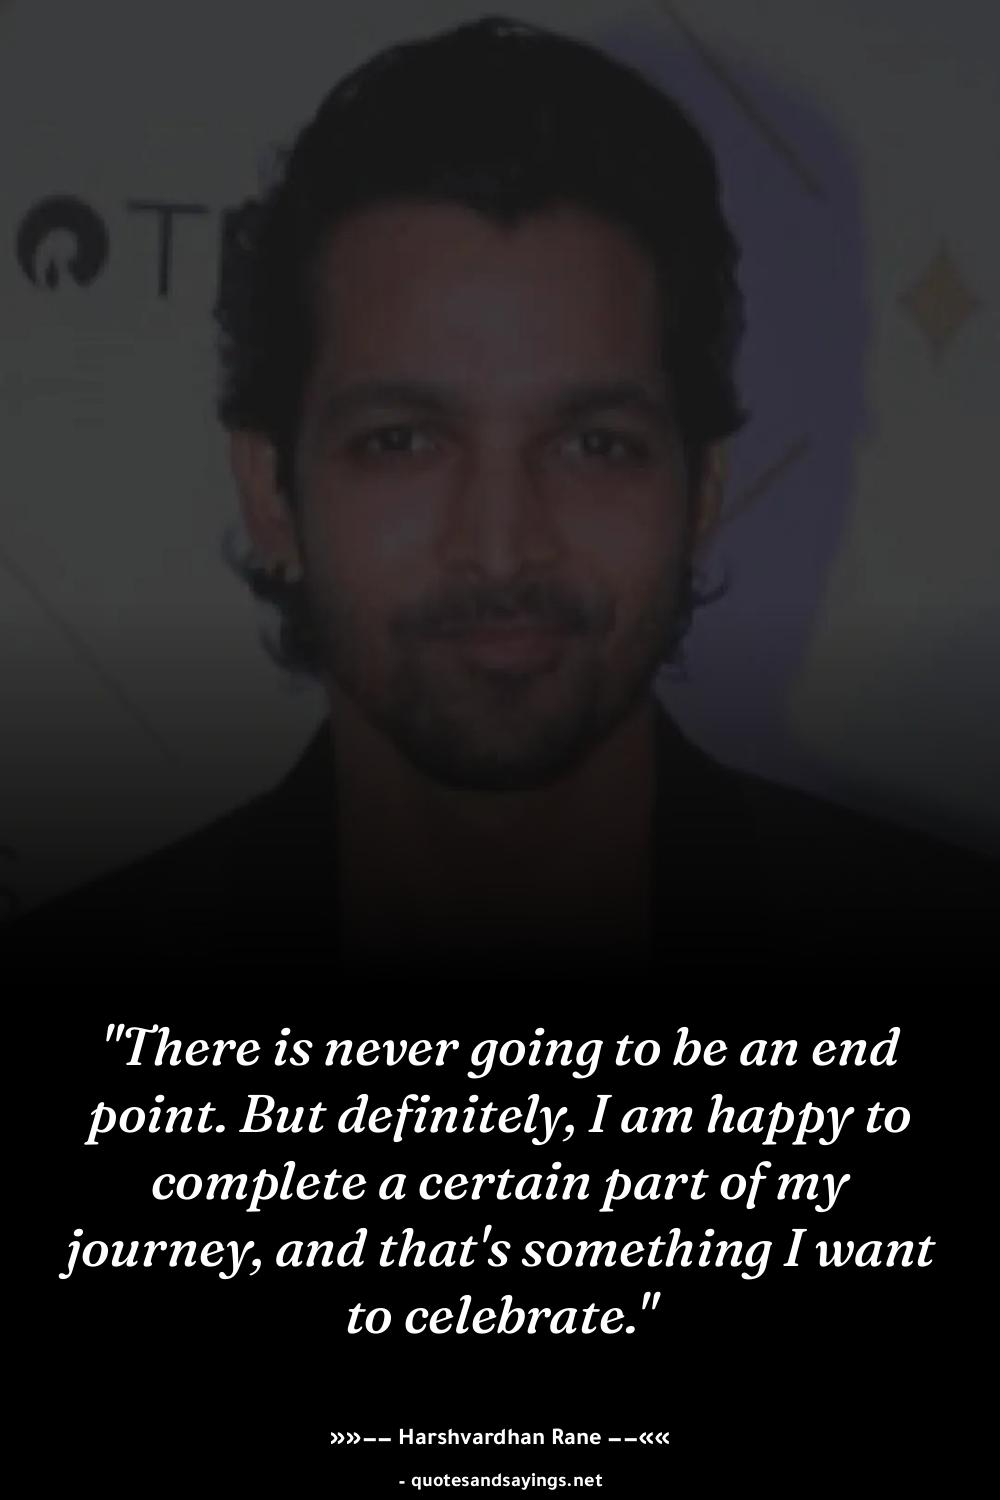 T
"There is never going to be an end
point. But definitely, I am happy to
complete a certain part of my
journey, and that's something I want
to celebrate."
»»–– Harshvardhan Rane ––««
- quotesandsayings.net